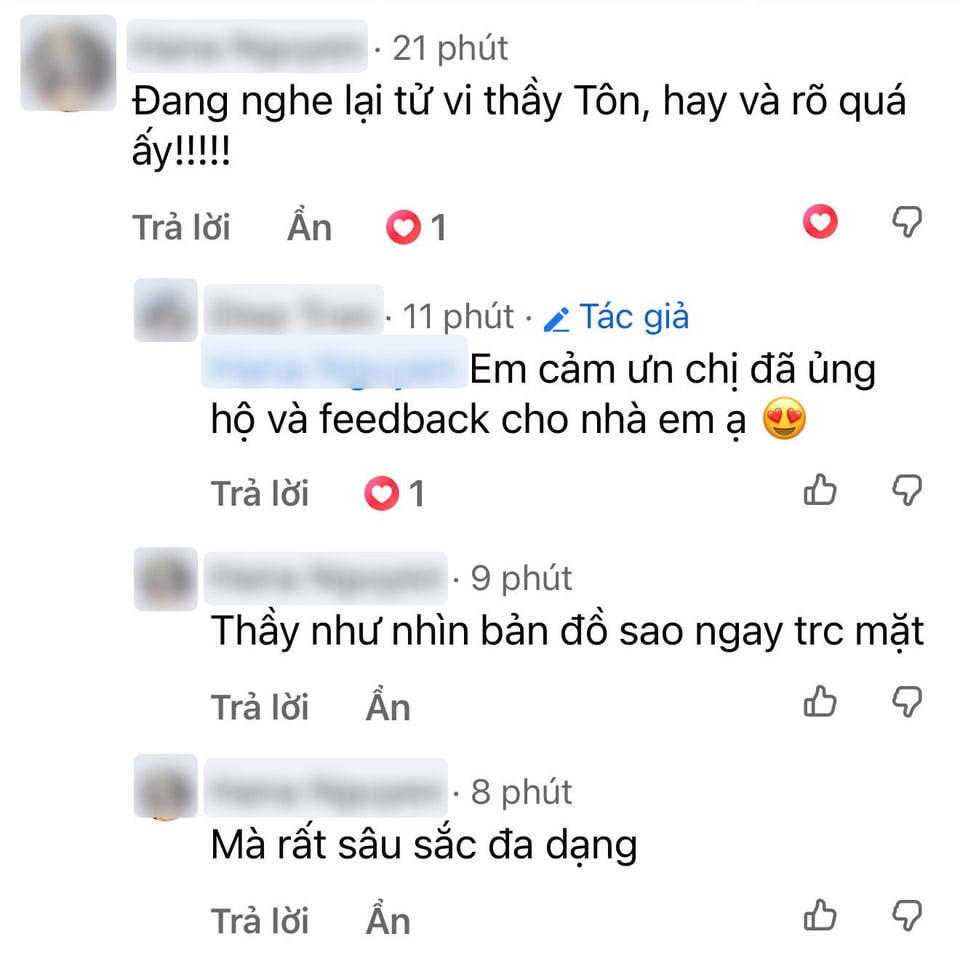 21 phút
Đang nghe lại tử vi thầy Tôn, hay và rõ quá
ấy!!!!!
Trả lời Ẩn 1
11 phút · Tác giả
Em cảm ưn chị đã ủng
hộ và feedback cho nhà em ạ 😍
Trả lời 1
9 phút
Thầy như nhìn bản đồ sao ngay trc mặt
Trả lời Ẩn
8 phút
Mà rất sâu sắc đa dạng
Trả lời Ẩn